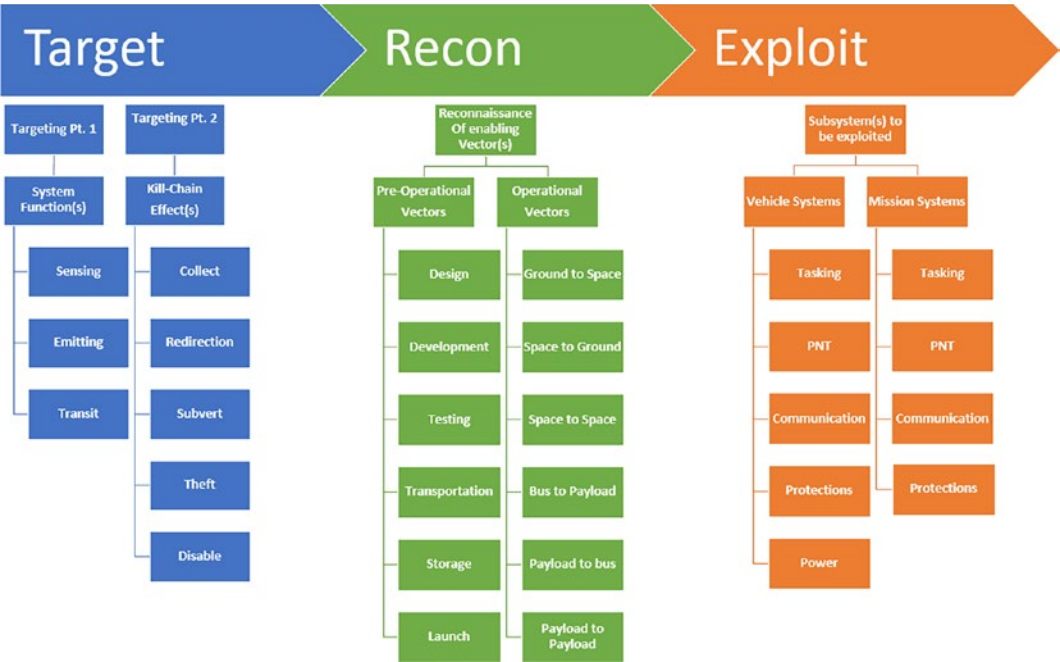 Target
Recon
Exploit
Targeting Pt. 1
System
Function(s)
Sensing
Emitting
Transit
Targeting Pt. 2
Kill-Chain
Effect(s)
Collect
Redirection
Subvert
Theft
Disable
Reconnaissance
Of enabling
Vector(s)
Pre-Operational
Vectors
Design
Development
Testing
Transportation
Storage
Launch
Operational
Vectors
Ground to Space
Space to Ground
Space to Space
Bus to Payload
Payload to bus
Payload to
Payload
Subsystem(s) to
be exploited
Vehicle Systems
Tasking
PNT
Communication
Protections
Power
Mission Systems
Tasking
PNT
Communication
Protections